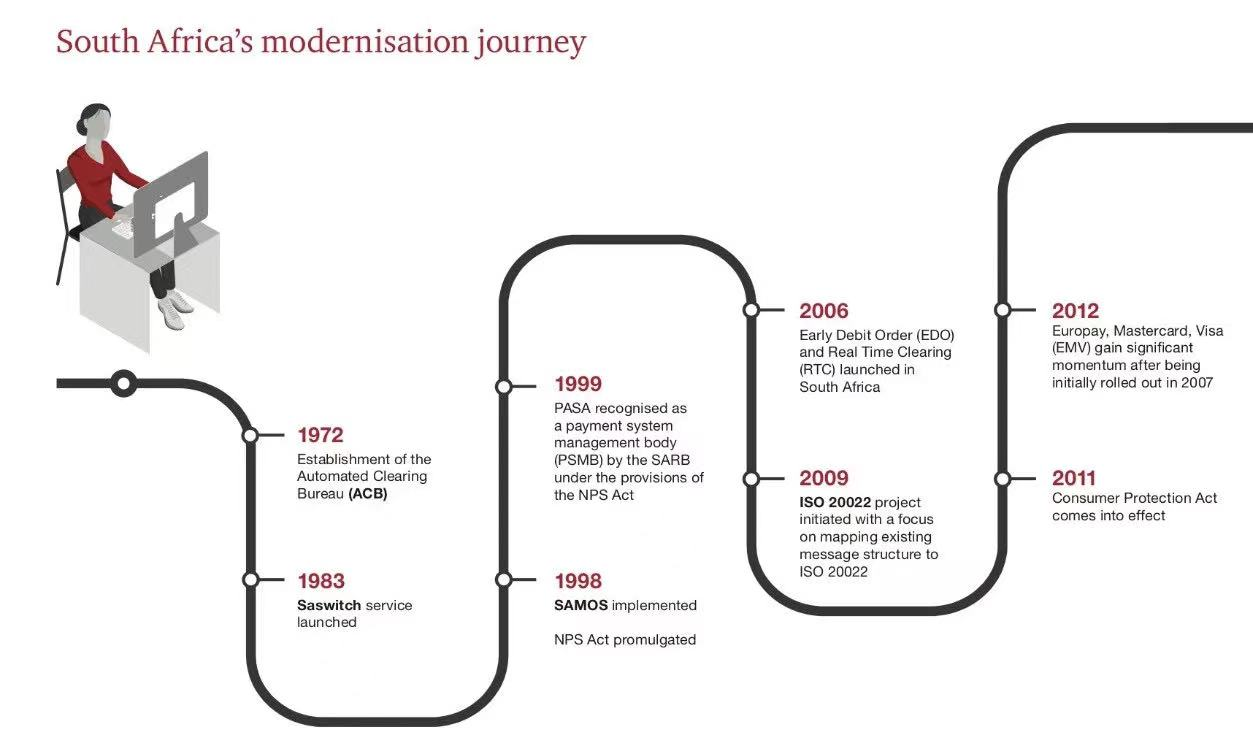 South Africa's modernisation journey
1972
Establishment of the
Automated Clearing
Bureau (ACB)
1983
Saswitch service
launched
1999
PASA recognised as
a payment system
management body
(PSMB) by the SARB
under the provisions of
the NPS Act
1998
SAMOS implemented
NPS Act promulgated
2006
Early Debit Order (EDO)
and Real Time Clearing
(RTC) launched in
South Africa
2009
ISO 20022 project
initiated with a focus
on mapping existing
message structure to
ISO 20022
2012
Europay, Mastercard, Visa
(EMV) gain significant
momentum after being
initially rolled out in 2007
2011
Consumer Protection Act
comes into effect